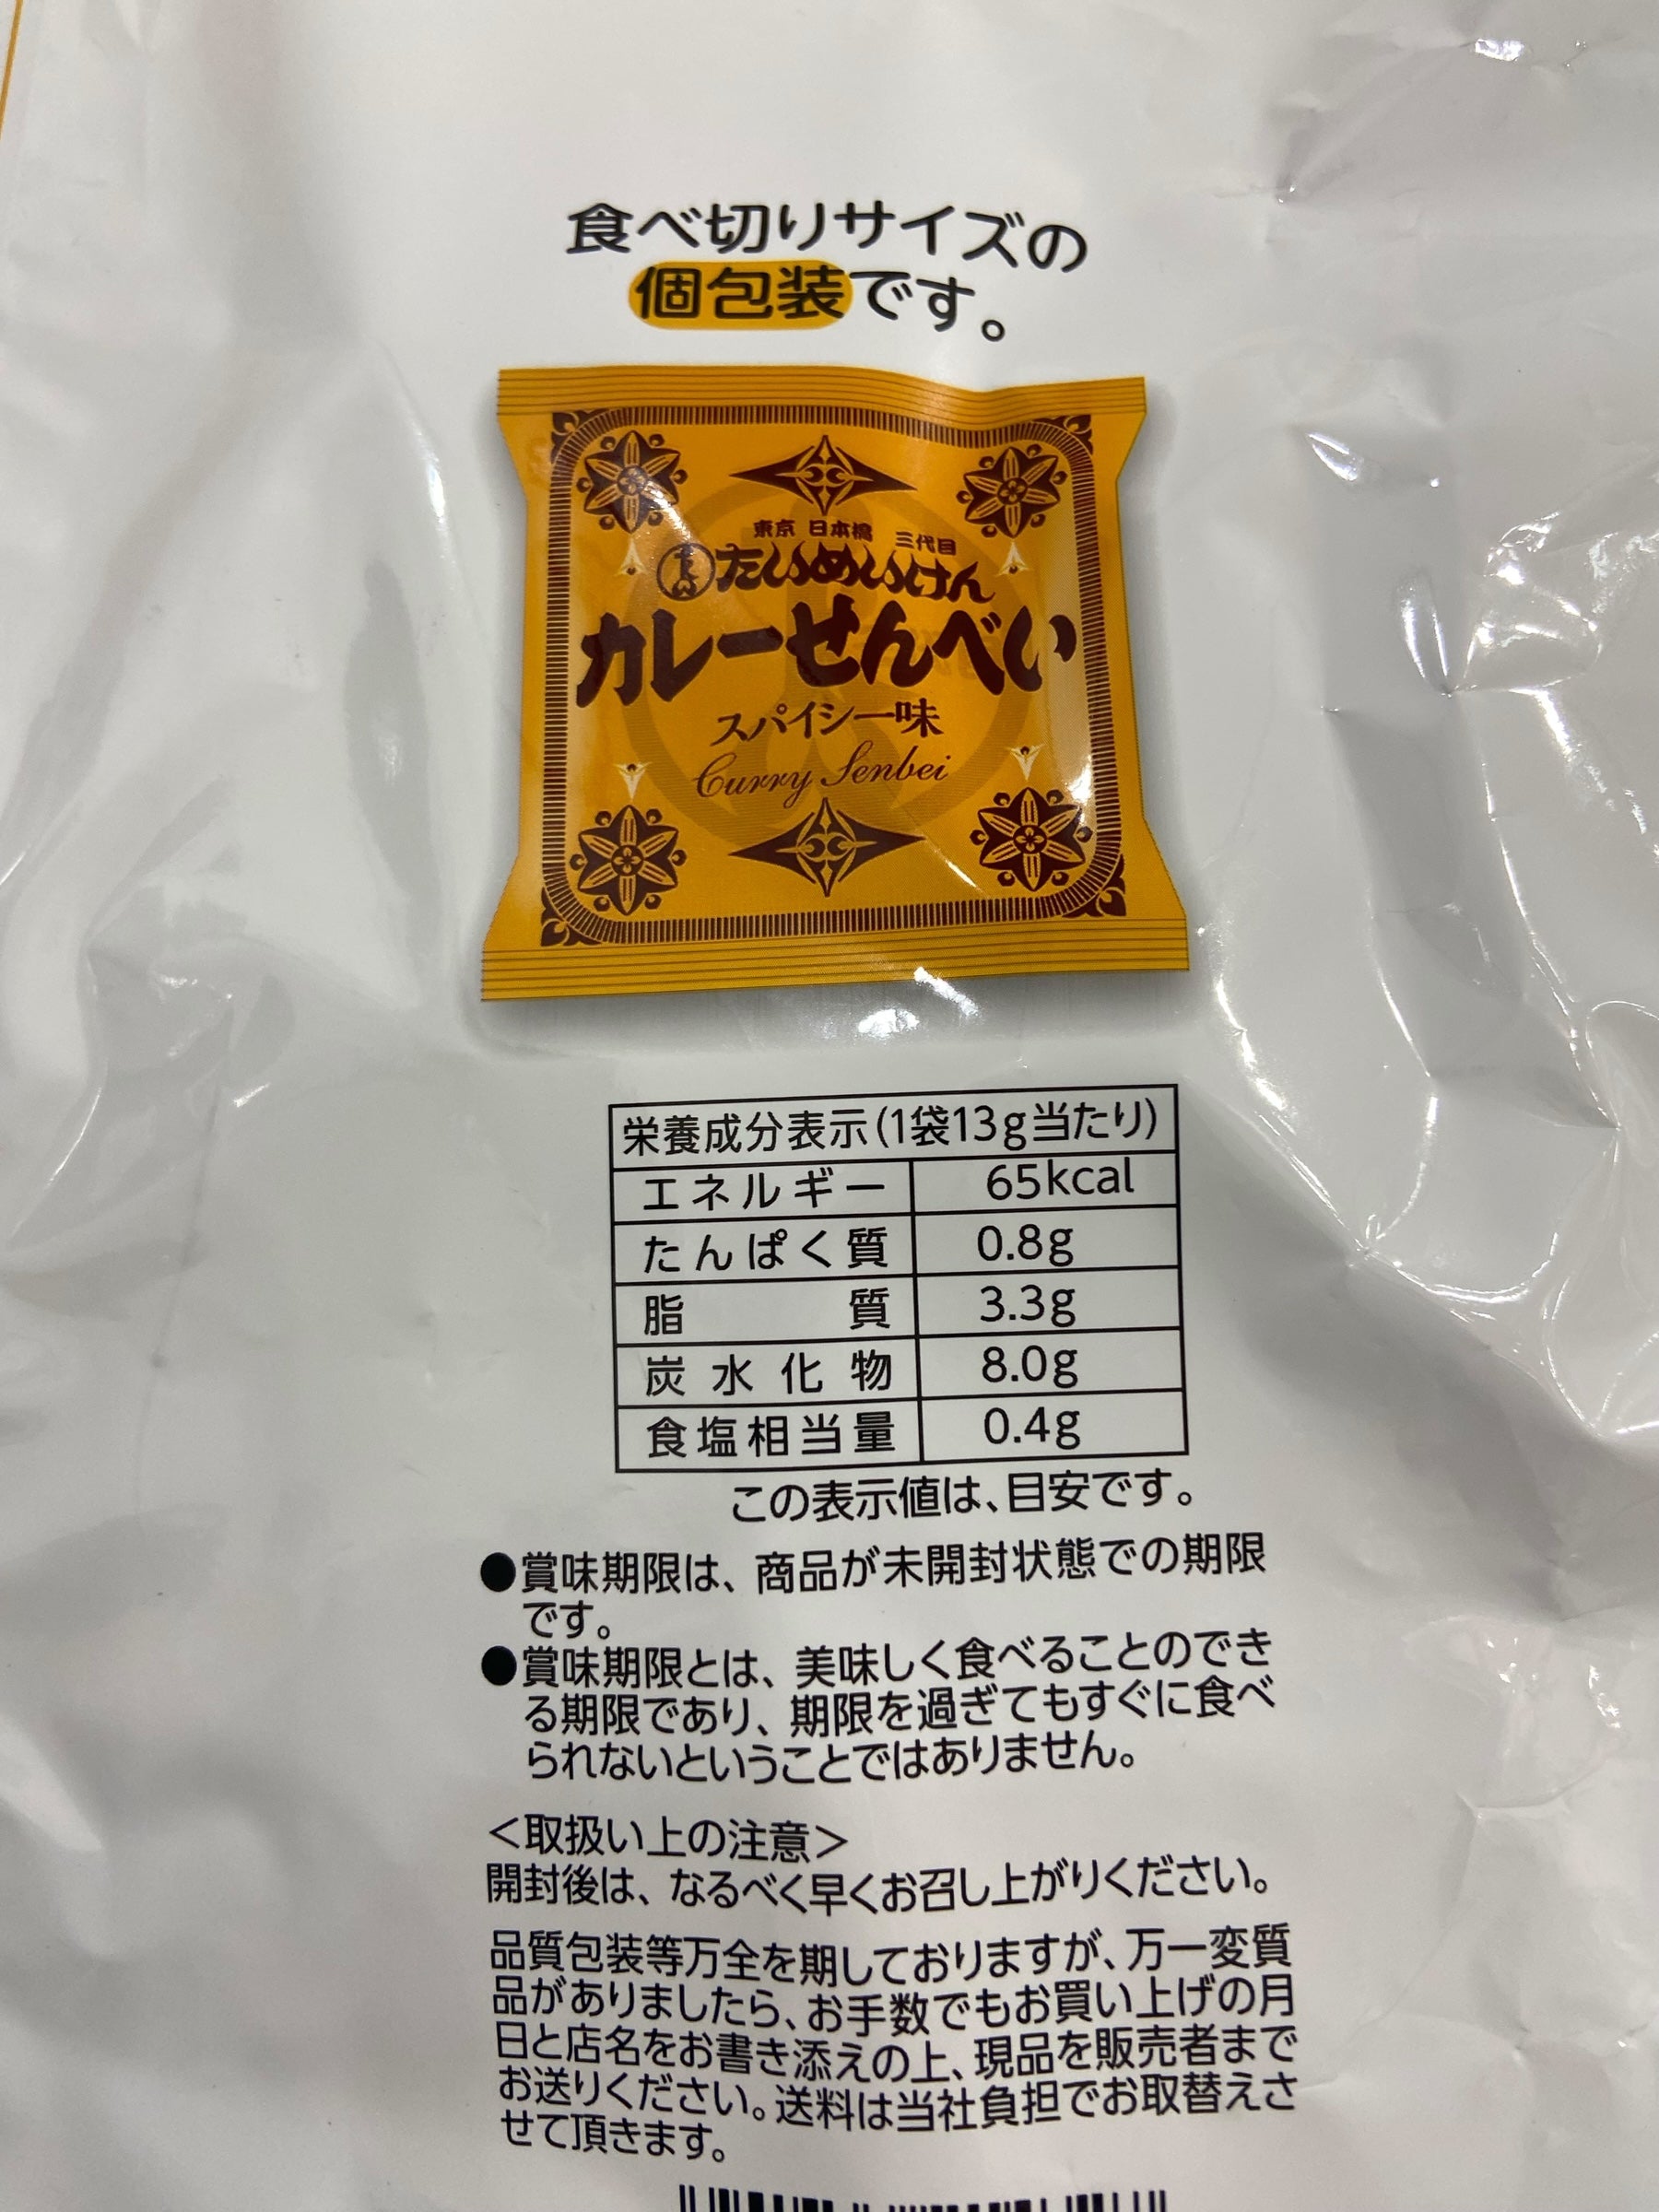 食べ切りサイズの
個包装です。
東京 日本橋 三代目
たいめいけん
カレーせんべい
スパイシー味
Curry Senbei
栄養成分表示(1袋13g当たり)
エネルギー 65kcal
たんぱく質 0.8g
脂質 3.3g
炭水化物 8.0g
食塩相当量 0.4g
この表示値は、目安です。
●賞味期限は、商品が未開封状態での期限
です。
●賞味期限とは、美味しく食べることのでき
る期限であり、期限を過ぎてもすぐに食べ
られないということではありません。
<取扱い上の注意>
開封後は、なるべく早くお召し上がりください。
品質包装等万全を期しておりますが、万一変質
品がありましたら、お手数でもお買い上げの月
日と店名をお書き添えの上、現品を販売者まで
お送りください。送料は当社負担でお取替えさ
せて頂きます。